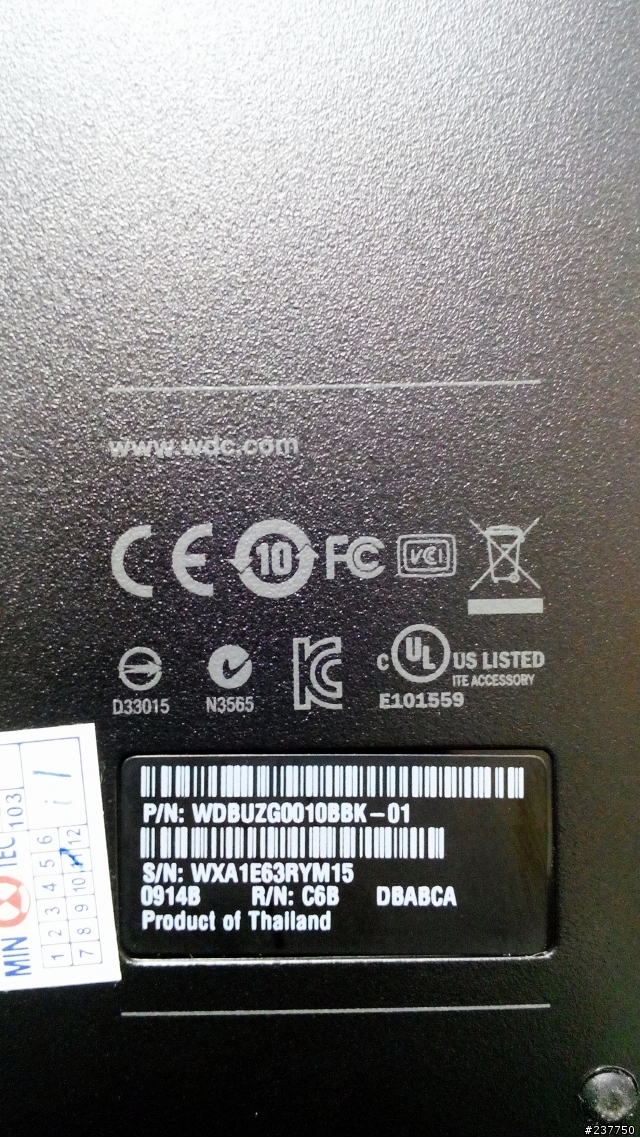 www.wdc.com
CE 10 FC VCCI
D33015 N3565 KC E101559
c UL US LISTED
ITE ACCESSORY
P/N: WDBUZG0010BBK-01
S/N: WXA1E63RYM15
0914B R/N: C6B DBABCA
Product of Thailand
MIN TEC 103
1 2 3 4 5 6
7 8 9 10 11 12
#237750